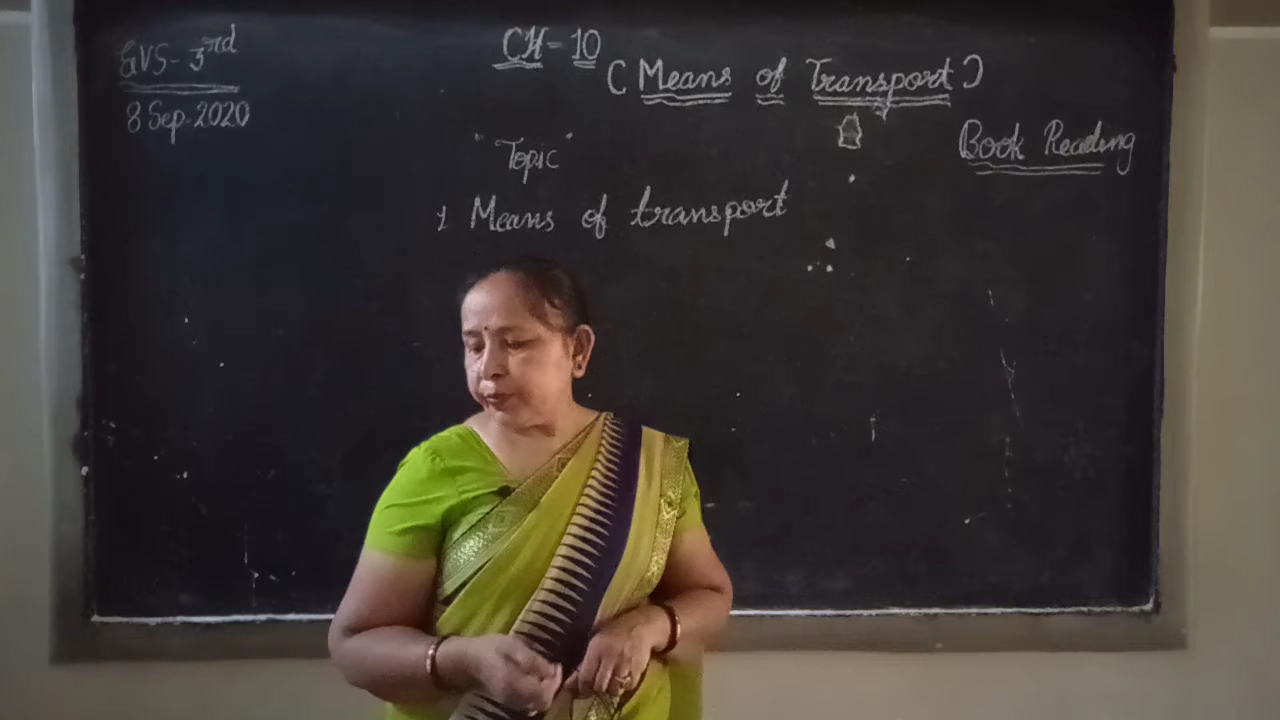 EVS- 3rd
8 Sep. 2020
CH- 10
( Means of Transport )
Book Reading
"Topic"
1 Means of transport